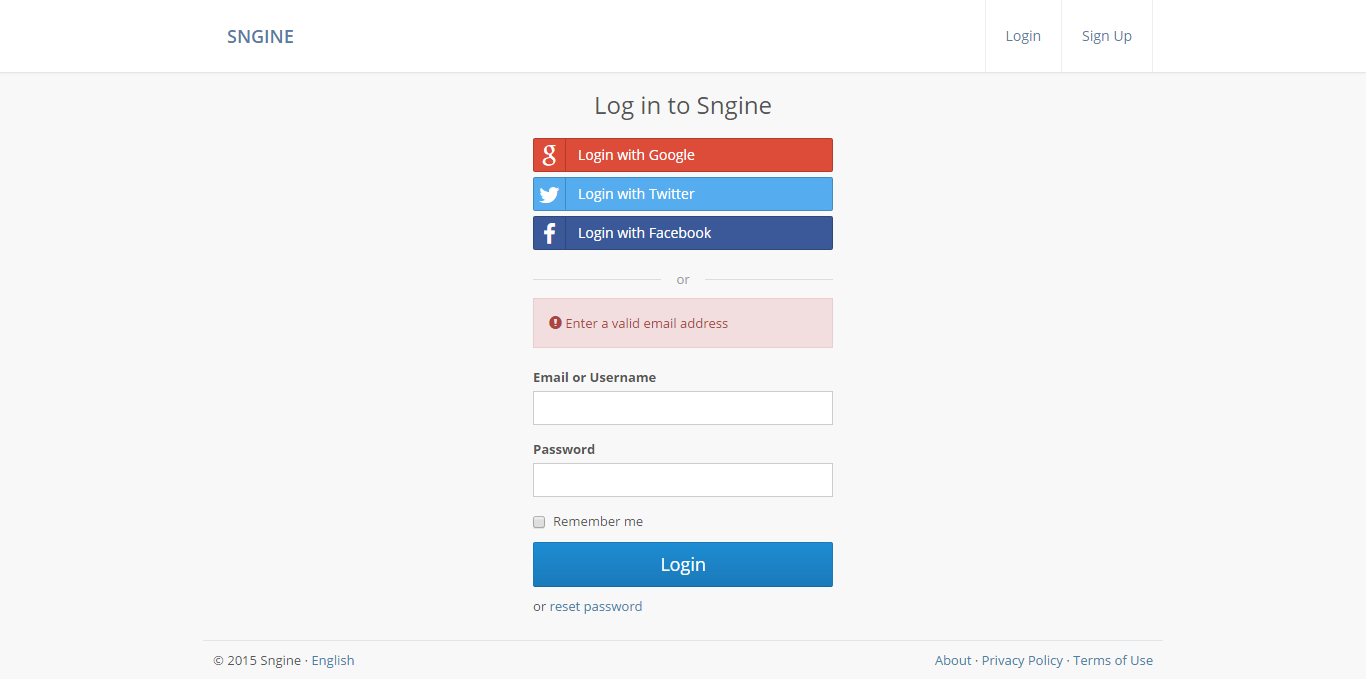 SNGINE
Login
Sign Up
Log in to Sngine
Login with Google
Login with Twitter
Login with Facebook
or
Enter a valid email address
Email or Username
Password
Remember me
Login
or reset password
© 2015 Sngine · English
About · Privacy Policy · Terms of Use